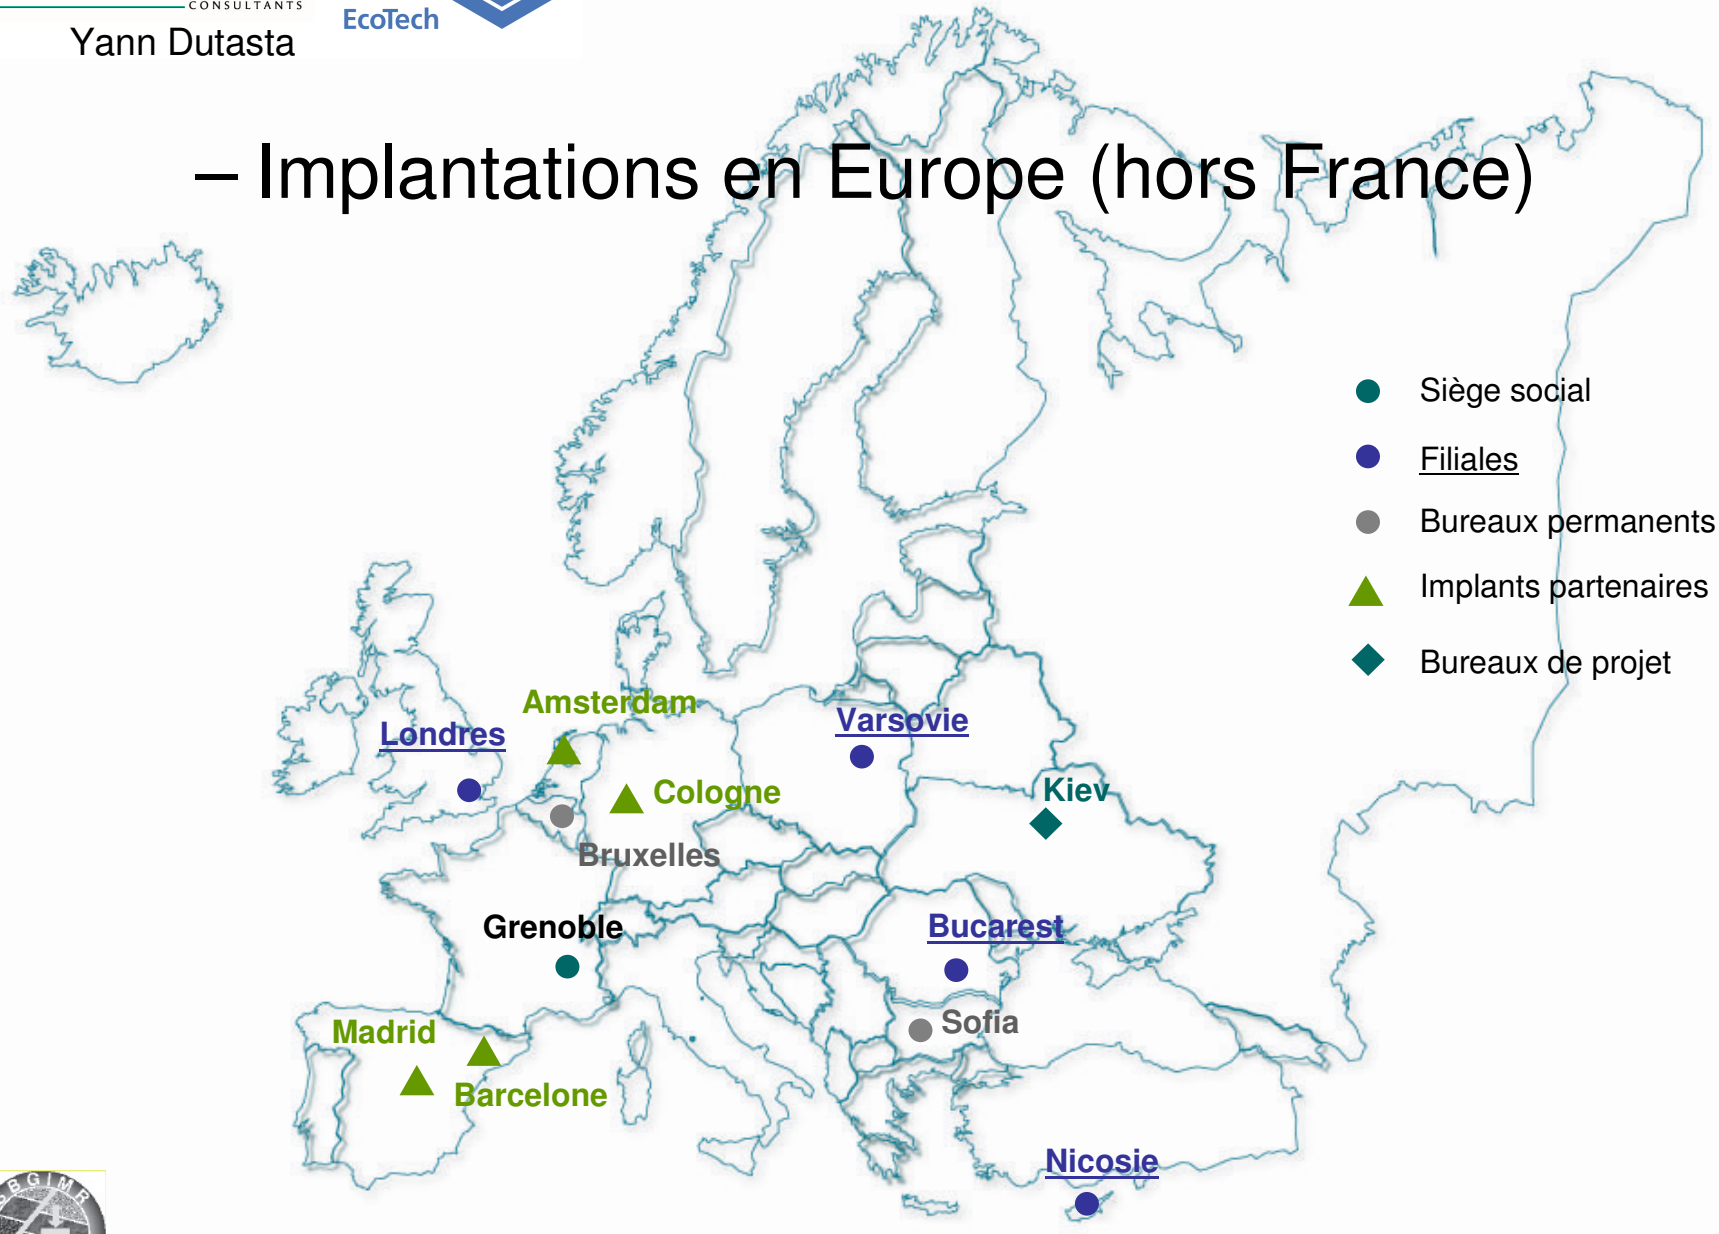 CONSULTANTS
EcoTech
Yann Dutasta
– Implantations en Europe (hors France)
Siège social
Filiales
Bureaux permanents
Implants partenaires
Bureaux de projet
Amsterdam
Londres
Varsovie
Cologne
Kiev
Bruxelles
Grenoble
Bucarest
Sofia
Madrid
Barcelone
Nicosie